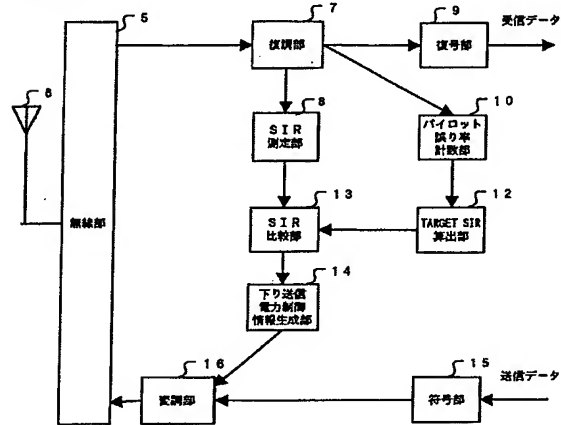 5
7
9
受信データ
復調部
復号部
6
8
10
SIR
測定部
パイロット
誤り率
計数部
13
12
無線部
SIR
比較部
TARGET SIR
算出部
14
下り送信
電力制御
情報生成部
16
15
送信データ
変調部
符号部